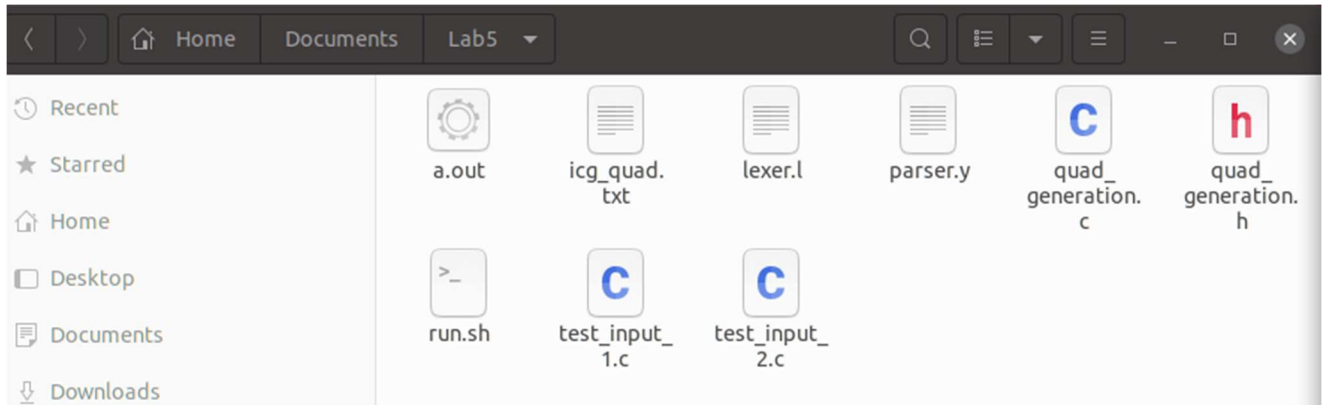 Home Documents Lab5
Recent
Starred
Home
Desktop
Documents
Downloads
a.out
icg_quad.
txt
lexer.l
parser.y
C
quad_
generation.
c
h
quad_
generation.
h
>_
run.sh
C
test_input_
1.c
C
test_input_
2.c